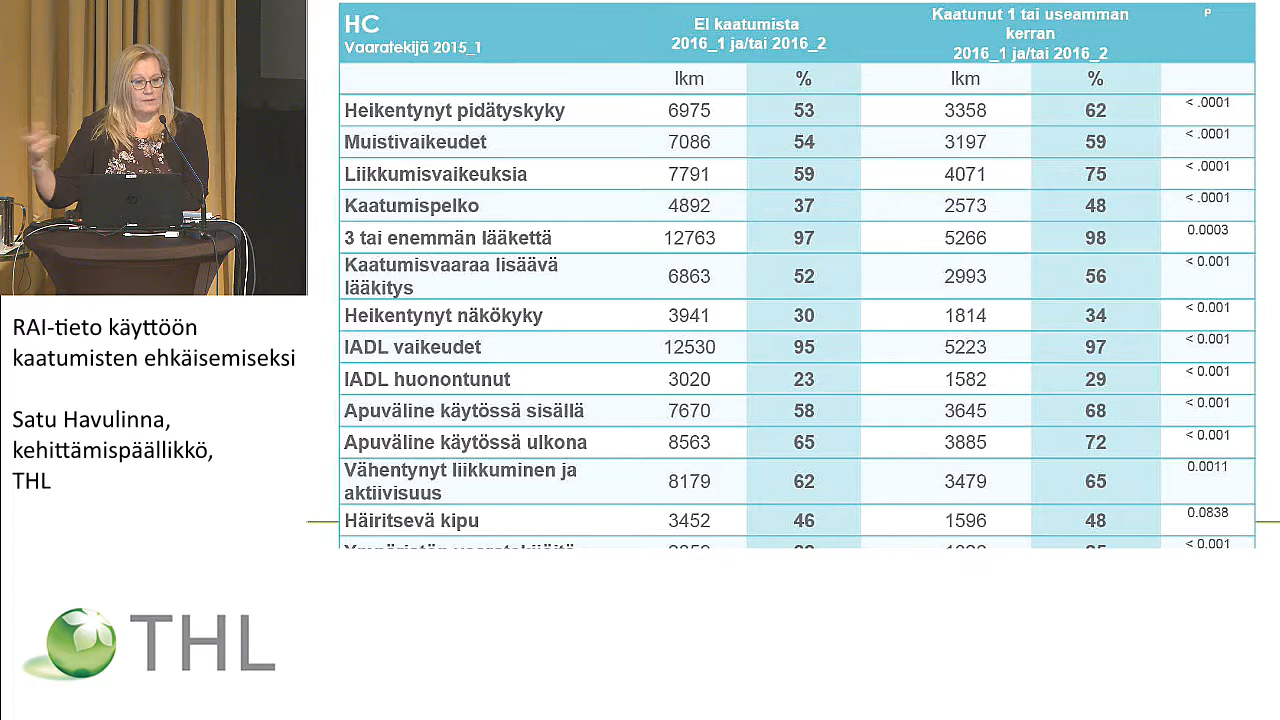 HC
Vaaratekijä 2015_1
Ei kaatumista
2016_1 ja/tai 2016_2
Kaatunut 1 tai useamman
kerran
2016_1 ja/tai 2016_2
P
lkm % lkm %
Heikentynyt pidätyskyky 6975 53 3358 62 < .0001
Muistivaikeudet 7086 54 3197 59 < .0001
Liikkumisvaikeuksia 7791 59 4071 75 < .0001
Kaatumispelko 4892 37 2573 48 < .0001
3 tai enemmän lääkettä 12763 97 5266 98 0.0003
Kaatumisvaaraa lisäävä
lääkitys 6863 52 2993 56 < 0.001
Heikentynyt näkökyky 3941 30 1814 34 < 0.001
IADL vaikeudet 12530 95 5223 97 < 0.001
IADL huonontunut 3020 23 1582 29 < 0.001
Apuväline käytössä sisällä 7670 58 3645 68 < 0.001
Apuväline käytössä ulkona 8563 65 3885 72 < 0.001
Vähentynyt liikkuminen ja
aktiivisuus 8179 62 3479 65 0.0011
Häiritsevä kipu 3452 46 1596 48 0.0838
< 0.001
RAI-tieto käyttöön
kaatumisten ehkäisemiseksi
Satu Havulinna,
kehittämispäällikkö,
THL
THL